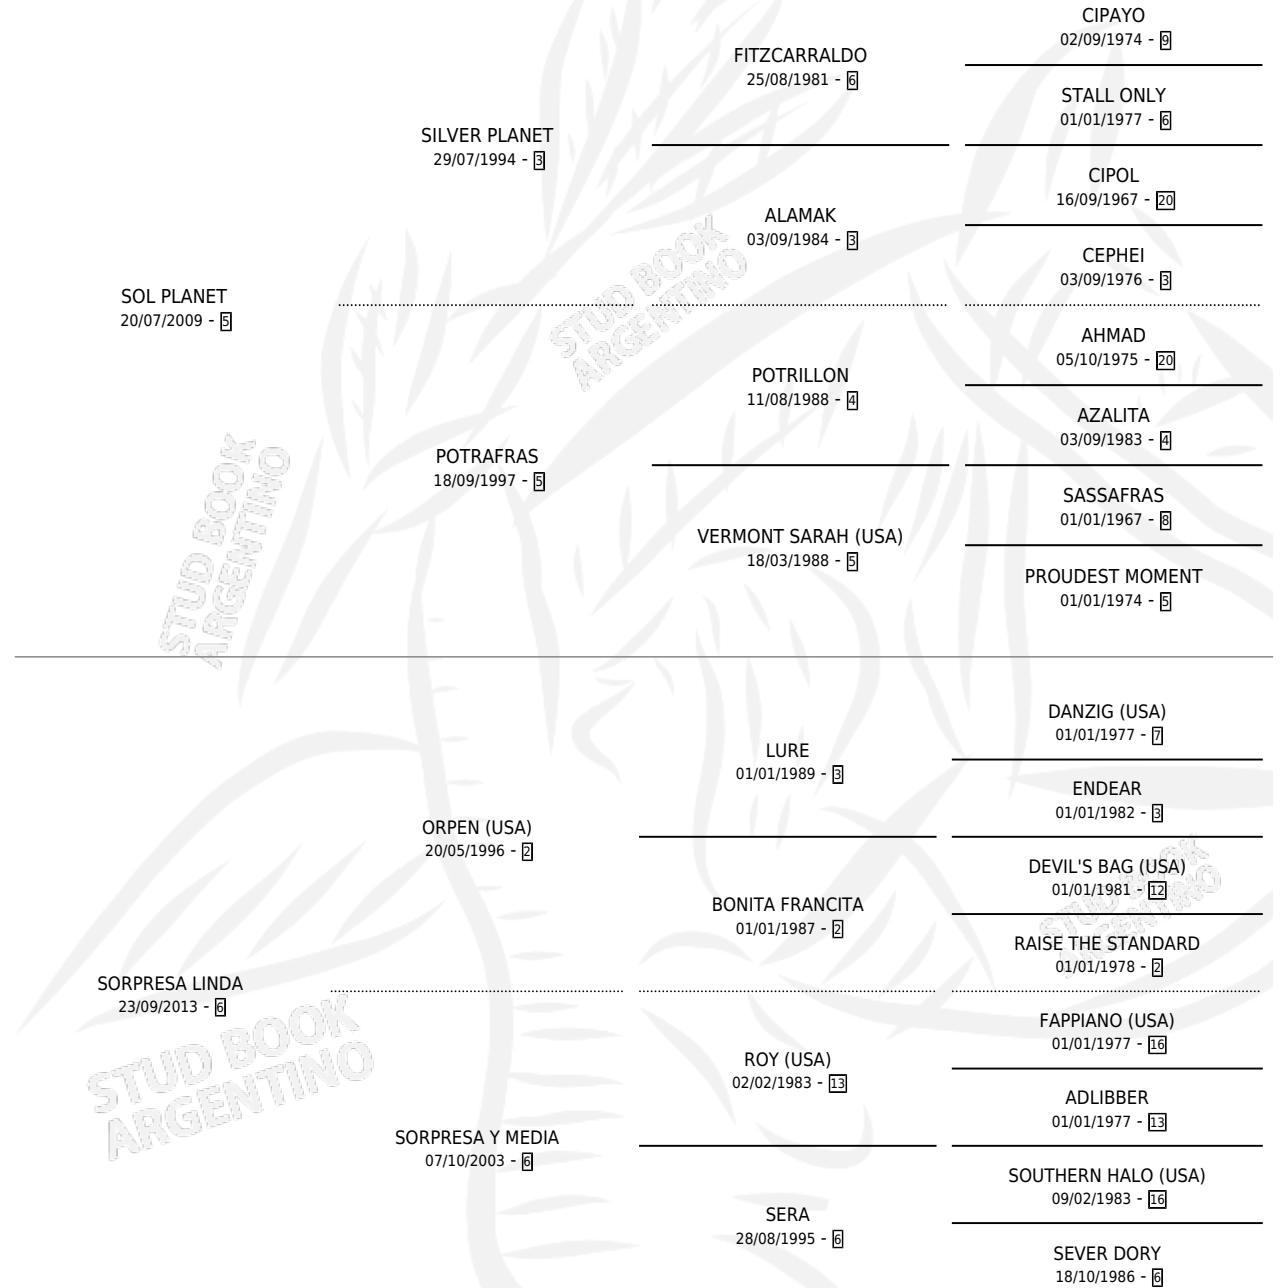 CIPAYO
02/09/1974 - 9
FITZCARRALDO
25/08/1981 - 6
STALL ONLY
01/01/1977 - 6
SILVER PLANET
29/07/1994 - 3
CIPOL
16/09/1967 - 20
ALAMAK
03/09/1984 - 3
CEPHEI
03/09/1976 - 3
SOL PLANET
20/07/2009 - 5
AHMAD
05/10/1975 - 20
POTRILLON
11/08/1988 - 4
AZALITA
03/09/1983 - 4
POTRAFRAS
18/09/1997 - 5
SASSAFRAS
01/01/1967 - 8
VERMONT SARAH (USA)
18/03/1988 - 5
PROUDEST MOMENT
01/01/1974 - 5
STUD BOOK
ARGENTINO
STUD BOOK
ARGENTINO
DANZIG (USA)
01/01/1977 - 7
LURE
01/01/1989 - 3
ENDEAR
01/01/1982 - 3
ORPEN (USA)
20/05/1996 - 2
DEVIL'S BAG (USA)
01/01/1981 - 12
BONITA FRANCITA
01/01/1987 - 2
RAISE THE STANDARD
01/01/1978 - 2
STUD BOOK
ARGENTINO
SORPRESA LINDA
23/09/2013 - 6
FAPPIANO (USA)
01/01/1977 - 16
ROY (USA)
02/02/1983 - 13
ADLIBBER
01/01/1977 - 13
SORPRESA Y MEDIA
07/10/2003 - 6
SOUTHERN HALO (USA)
09/02/1983 - 16
SERA
28/08/1995 - 6
SEVER DORY
18/10/1986 - 6
STUD BOOK
ARGENTINO